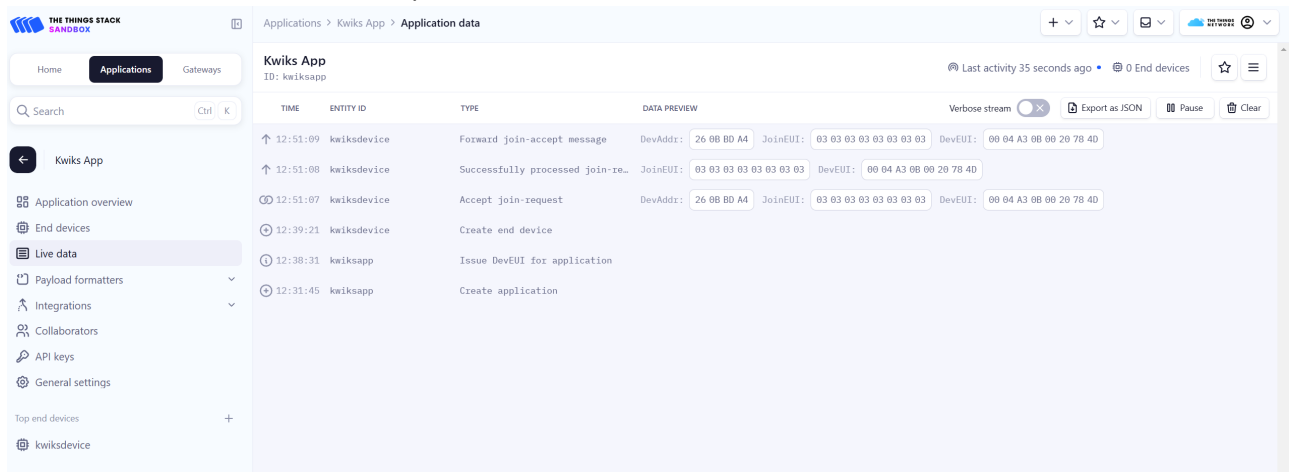 THE THINGS STACK
SANDBOX
Applications > Kwiks App > Application data
THE THINGS
NETWORK
Home Applications Gateways
Kwiks App
ID: kwiksapp
Last activity 35 seconds ago • 0 End devices
Search Ctrl K
TIME ENTITY ID TYPE DATA PREVIEW Verbose stream Export as JSON Pause Clear
12:51:09 kwiksdevice Forward join-accept message DevAddr: 26 0B BD A4 JoinEUI: 03 03 03 03 03 03 03 03 DevEUI: 00 04 A3 0B 00 20 78 4D
12:51:08 kwiksdevice Successfully processed join-re… JoinEUI: 03 03 03 03 03 03 03 03 DevEUI: 00 04 A3 0B 00 20 78 4D
12:51:07 kwiksdevice Accept join-request DevAddr: 26 0B BD A4 JoinEUI: 03 03 03 03 03 03 03 03 DevEUI: 00 04 A3 0B 00 20 78 4D
12:39:21 kwiksdevice Create end device
12:38:31 kwiksapp Issue DevEUI for application
12:31:45 kwiksapp Create application
Kwiks App
Application overview
End devices
Live data
Payload formatters
Integrations
Collaborators
API keys
General settings
Top end devices +
kwiksdevice